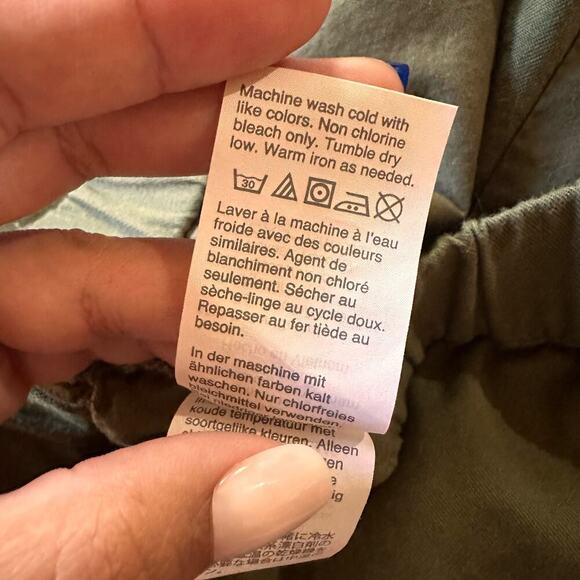 Machine wash cold with
like colors. Non chlorine
bleach only. Tumble dry
low. Warm iron as needed.
30
Laver à la machine à l'eau
froide avec des couleurs
similaires. Agent de
blanchiment non chloré
seulement. Sécher au
sèche-linge au cycle doux.
Repasser au fer tiède au
besoin.
In der maschine mit
ähnlichen farben kalt
waschen. Nur chlorfreies
bleichmittel verwenden.
koude temperatuur met
soortgelijke kleuren. Alleen